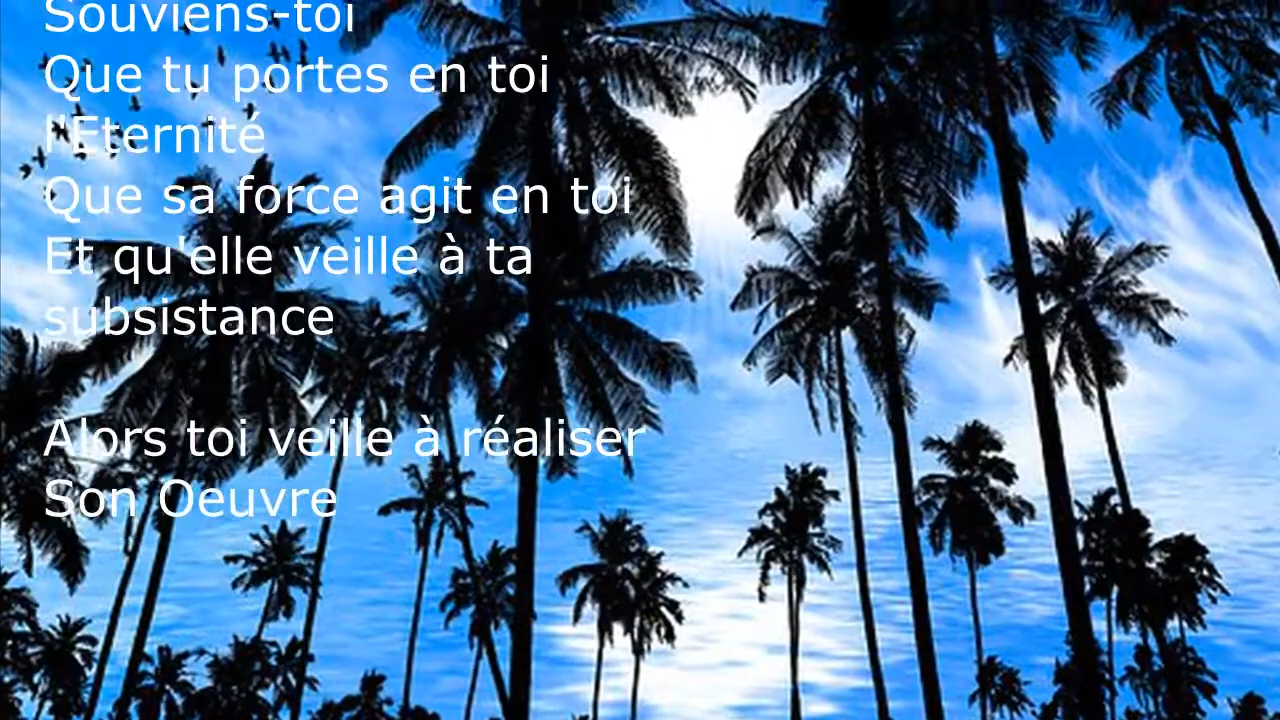 Souviens-toi
Que tu portes en toi
l'Eternité
Que sa force agit en toi
Et qu'elle veille à ta
subsistance
Alors toi veille à réaliser
Son Oeuvre